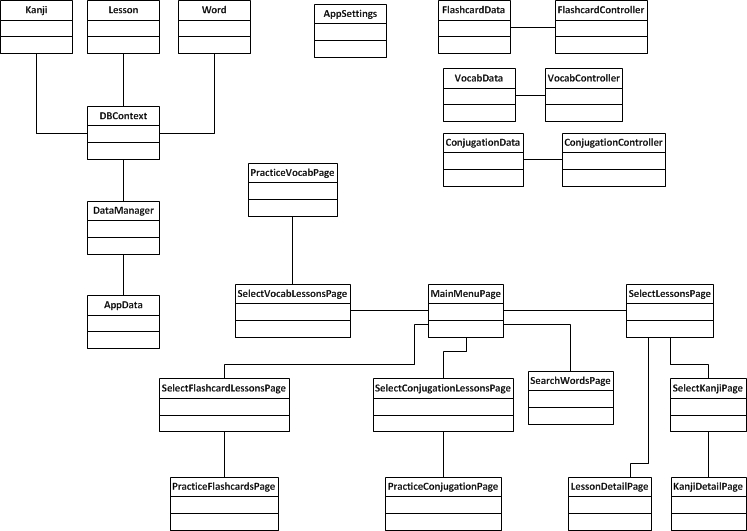 Kanji
Lesson
Word
AppSettings
FlashcardData
FlashcardController
VocabData
VocabController
DBContext
ConjugationData
ConjugationController
PracticeVocabPage
DataManager
AppData
SelectVocabLessonsPage
MainMenuPage
SelectLessonsPage
SelectFlashcardLessonsPage
SelectConjugationLessonsPage
SearchWordsPage
SelectKanjiPage
PracticeFlashcardsPage
PracticeConjugationPage
LessonDetailPage
KanjiDetailPage